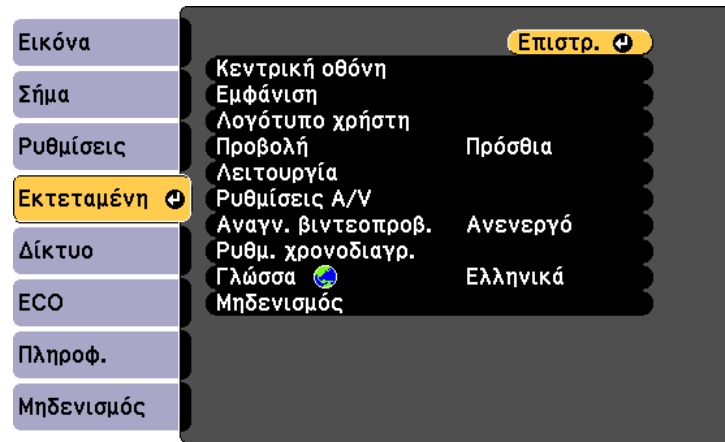 Εικόνα
Σήμα
Ρυθμίσεις
Εκτεταμένη
Δίκτυο
ECO
Πληροφ.
Μηδενισμός
Επιστρ.
Κεντρική οθόνη
Εμφάνιση
Λογότυπο χρήστη
Προβολή Πρόσθια
Λειτουργία
Ρυθμίσεις A/V
Αναγν. βιντεοπροβ. Ανενεργό
Ρυθμ. χρονοδιαγρ.
Γλώσσα Ελληνικά
Μηδενισμός